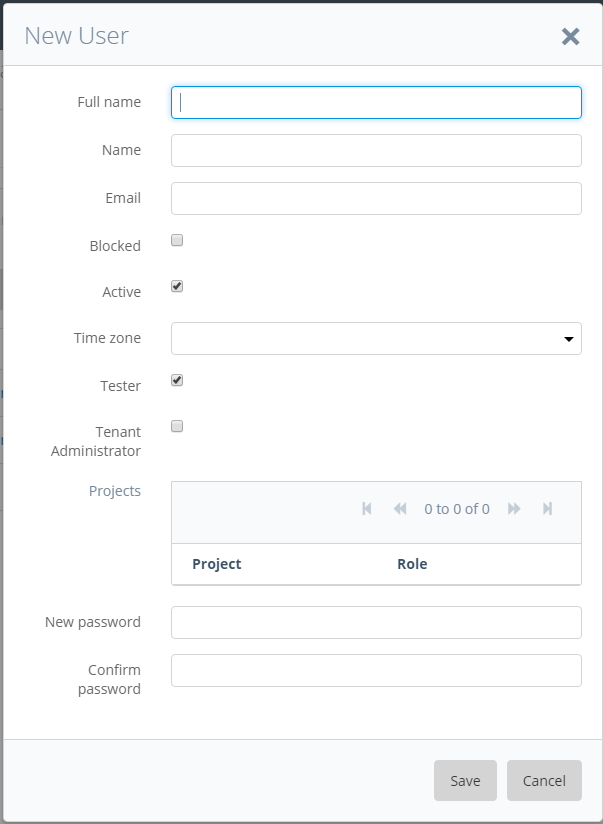 New User
Full name
Name
Email
Blocked
Active
Time zone
Tester
Tenant
Administrator
Projects
0 to 0 of 0
Project Role
New password
Confirm
password
Save Cancel